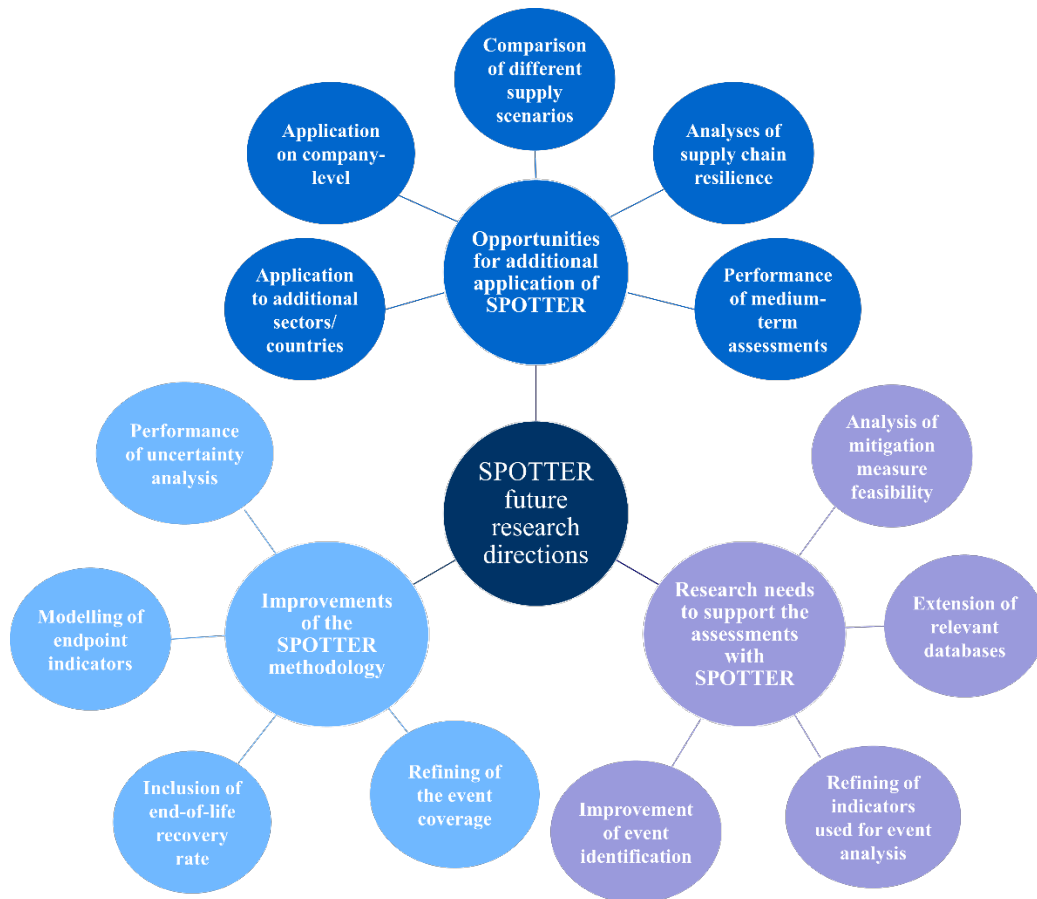 Comparison
of different
supply
scenarios
Application
on company-
level
Analyses of
supply chain
resilience
Opportunities
for additional
application of
SPOTTER
Application
to additional
sectors/
countries
Performance
of medium-
term
assessments
Performance
of uncertainty
analysis
Analysis of
mitigation
measure
feasibility
SPOTTER
future
research
directions
Improvements
of the
SPOTTER
methodology
Research needs
to support the
assessments
with
SPOTTER
Modelling of
endpoint
indicators
Extension of
relevant
databases
Inclusion of
end-of-life
recovery
rate
Refining of
the event
coverage
Improvement
of event
identification
Refining of
indicators
used for event
analysis